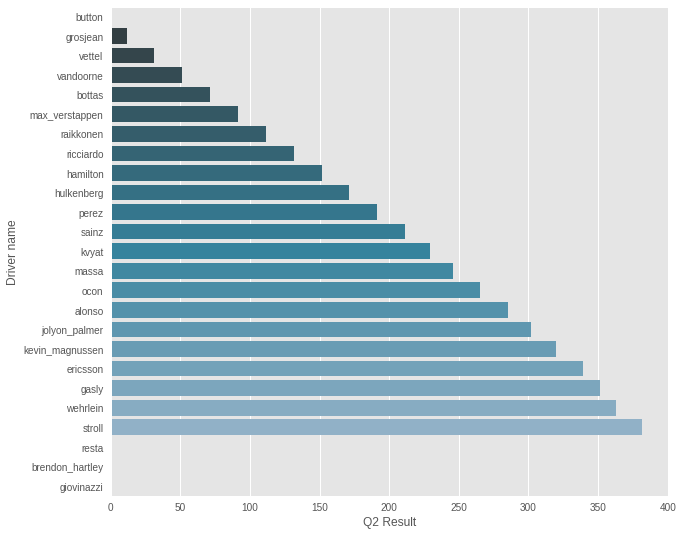 button
grosjean
vettel
vandoorne
bottas
max_verstappen
raikkonen
ricciardo
hamilton
hulkenberg
perez
sainz
kvyat
massa
ocon
alonso
jolyon_palmer
kevin_magnussen
ericsson
gasly
wehrlein
stroll
resta
brendon_hartley
giovinazzi
Driver name
0 50 100 150 200 250 300 350 400
Q2 Result